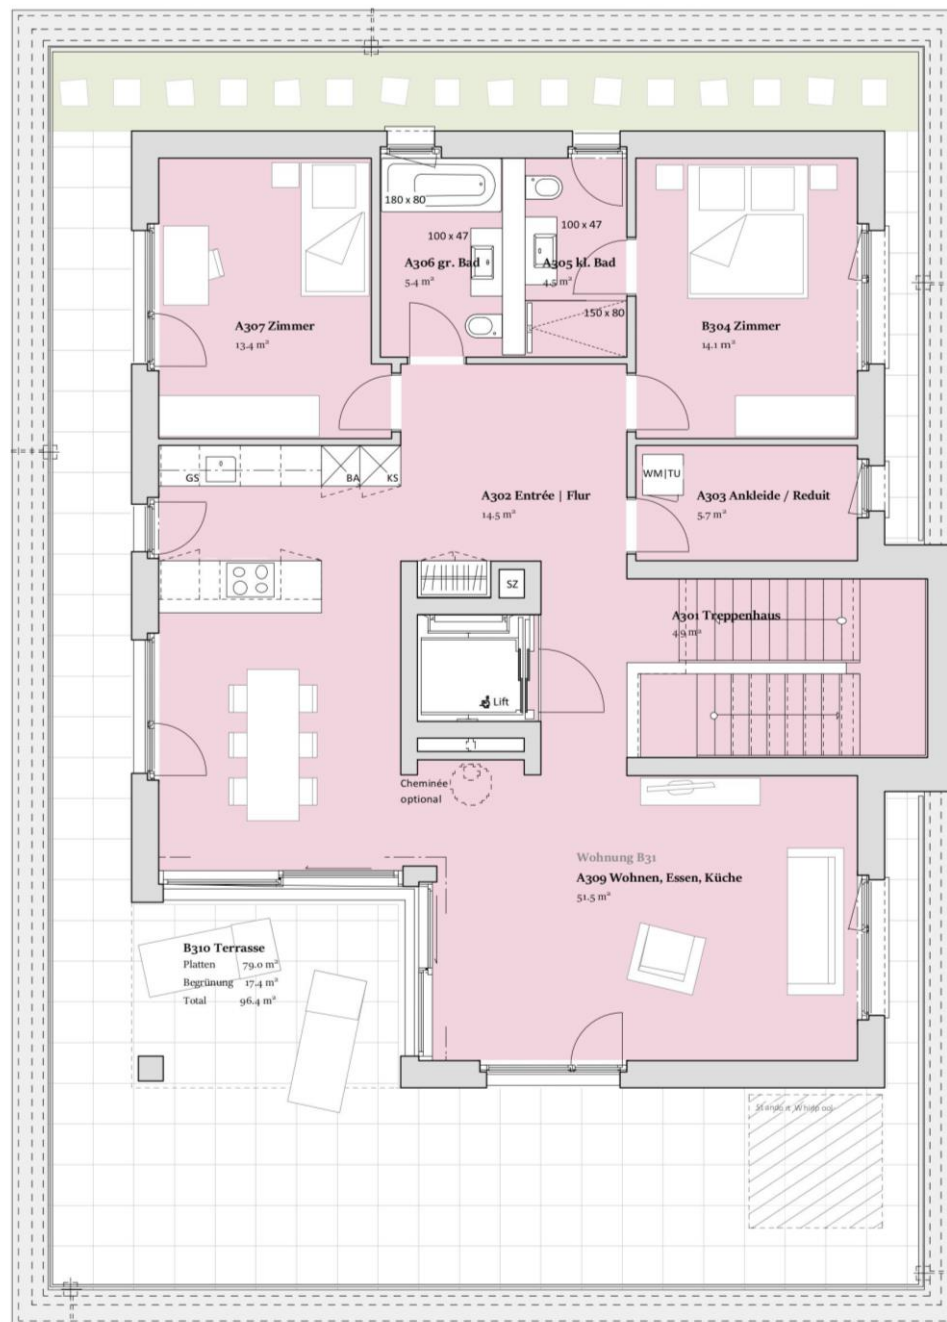 180 x 80
100 x 47
100 x 47
A306 gr. Bad
5.4 m²
A305 kl. Bad
4.5 m²
150 x 80
A307 Zimmer
13.4 m²
B304 Zimmer
14.1 m²
GS
BA
KS
WM|TU
A302 Entrée | Flur
14.5 m²
A303 Ankleide / Reduit
5.7 m²
SZ
A301 Treppenhaus
4.9 m²
Lift
Cheminée
optional
Wohnung B31
A309 Wohnen, Essen, Küche
51.5 m²
B310 Terrasse
Platten 79.0 m²
Begrünung 17.4 m²
Total 96.4 m²